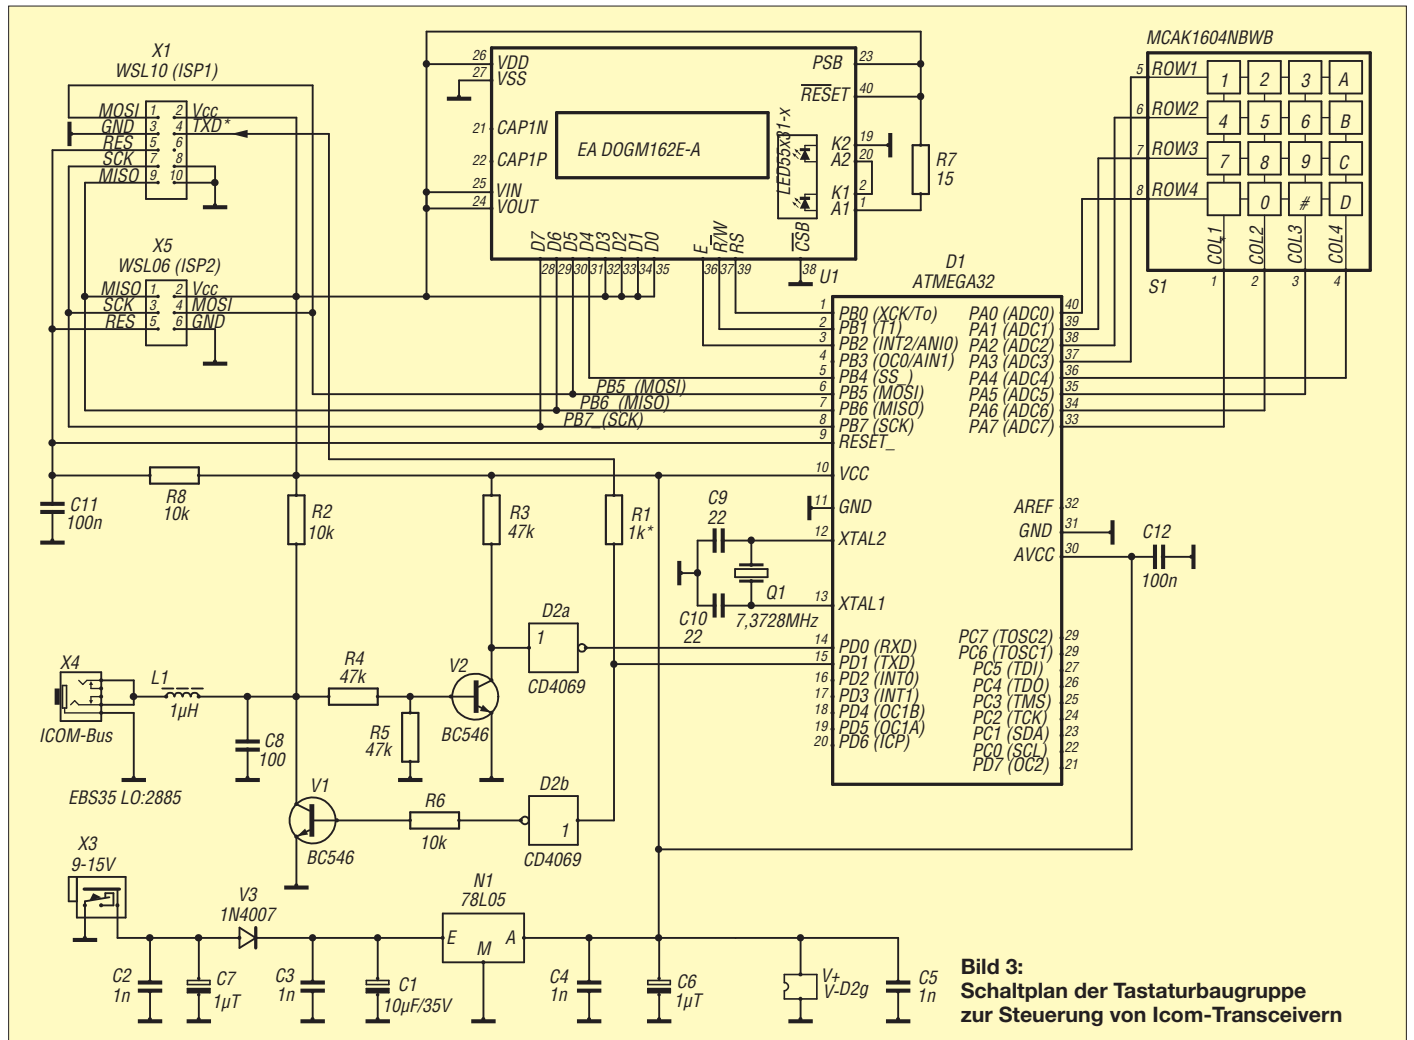 X1
WSL10 (ISP1)
MOSI 1 2 Vcc
GND 3 4 TXD*
RES 5 6
SCK 7 8
MISO 9 10
X5
WSL06 (ISP2)
MISO 1 2 Vcc
SCK 3 4 MOSI
RES 5 6 GND
26 VDD
27 VSS
21 CAP1N
22 CAP1P
25 VIN
24 VOUT
EA DOGM162E-A
LED55x31-x
PSB 23
RESET 40
K2 19
A2 20
K1 2
A1 1
D7 D6 D5 D4 D3 D2 D1 D0
28 29 30 31 32 33 34 35
E R/W RS
36 37 39
CSB
38
U1
R7
15
MCAK1604NBWB
5 ROW1 1 2 3 A
6 ROW2 4 5 6 B
7 ROW3 7 8 9 C
8 ROW4 0 # D
COL1 COL2 COL3 COL4
S1 1 2 3 4
D1
ATMEGA32
1 PB0 (XCK/To)
2 PB1 (T1)
3 PB2 (INT2/ANI0)
4 PB3 (OC0/AIN1)
5 PB4 (SS_)
6 PB5 (MOSI)
7 PB6 (MISO)
8 PB7 (SCK)
9 RESET_
10 VCC
11 GND
12 XTAL2
13 XTAL1
14 PD0 (RXD)
15 PD1 (TXD)
16 PD2 (INT0)
17 PD3 (INT1)
18 PD4 (OC1B)
19 PD5 (OC1A)
20 PD6 (ICP)
PA0 (ADC0) 40
PA1 (ADC1) 39
PA2 (ADC2) 38
PA3 (ADC3) 37
PA4 (ADC4) 36
PA5 (ADC5) 35
PA6 (ADC6) 34
PA7 (ADC7) 33
AREF 32
GND 31
AVCC 30
PC7 (TOSC2) 29
PC6 (TOSC1) 29
PC5 (TDI) 27
PC4 (TDO) 26
PC3 (TMS) 25
PC2 (TCK) 24
PC1 (SDA) 23
PC0 (SCL) 22
PD7 (OC2) 21
PB5_(MOSI)
PB6_(MISO)
PB7_(SCK)
C11
100n
R8
10k
R2
10k
R3
47k
R1
1k*
C9
22
C10
22
Q1
7,3728MHz
C12
100n
X4
ICOM-Bus
EBS35 LO:2885
L1
1µH
C8
100
R4
47k
R5
47k
V2
BC546
D2a
1
CD4069
V1
BC546
R6
10k
D2b
1
CD4069
X3
9-15V
V3
1N4007
N1
78L05
E M A
C2
1n
C7
1µT
C3
1n
C1
10µF/35V
C4
1n
C6
1µT
V+
V-D2g
C5
1n
Bild 3:
Schaltplan der Tastaturbaugruppe
zur Steuerung von Icom-Transceivern